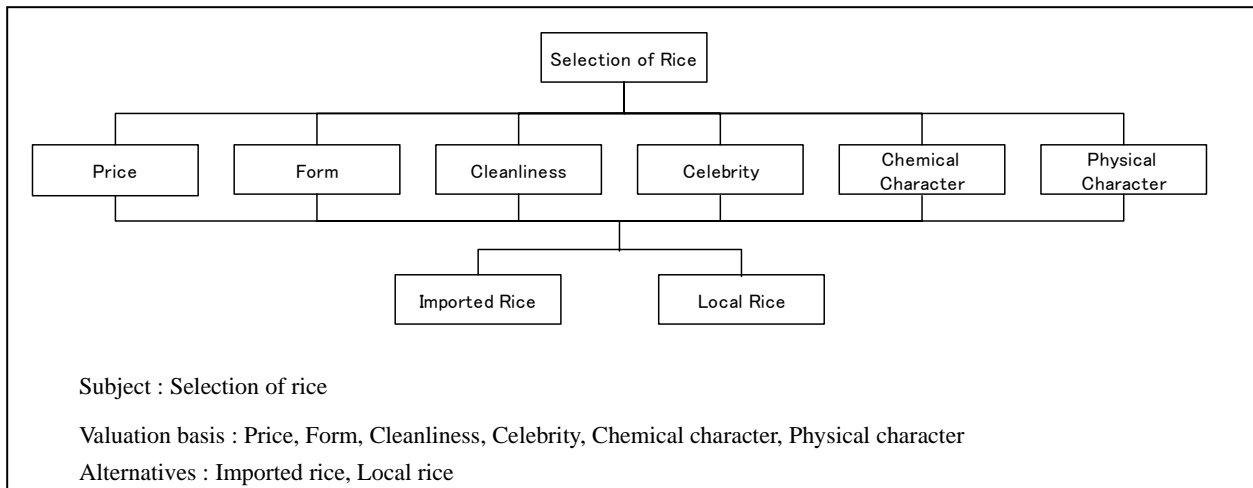 Selection of Rice
Price
Form
Cleanliness
Celebrity
Chemical
Character
Physical
Character
Imported Rice
Local Rice
Subject : Selection of rice
Valuation basis : Price, Form, Cleanliness, Celebrity, Chemical character, Physical character
Alternatives : Imported rice, Local rice